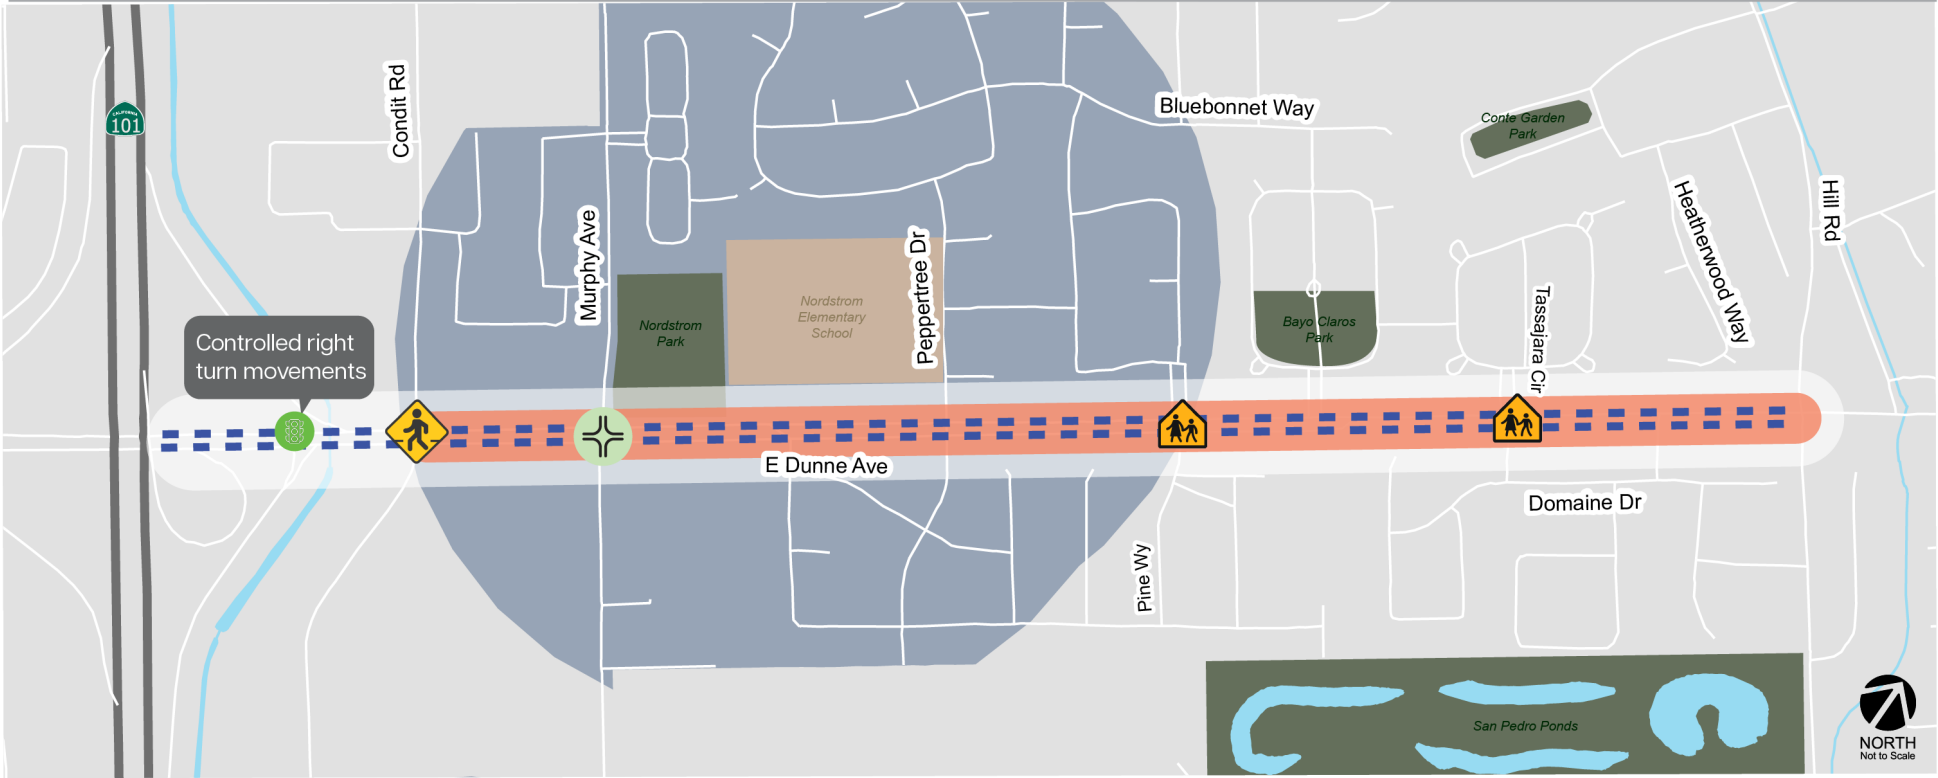 CALIFORNIA
101
Condit Rd
Murphy Ave
Bluebonnet Way
Conte Garden
Park
Heatherwood Way
Hill Rd
Nordstrom
Park
Nordstrom
Elementary
School
Peppertree Dr
Bayo Claros
Park
Tassajara Cir
Controlled right
turn movements
E Dunne Ave
Domaine Dr
Pine Wy
San Pedro Ponds
NORTH
Not to Scale